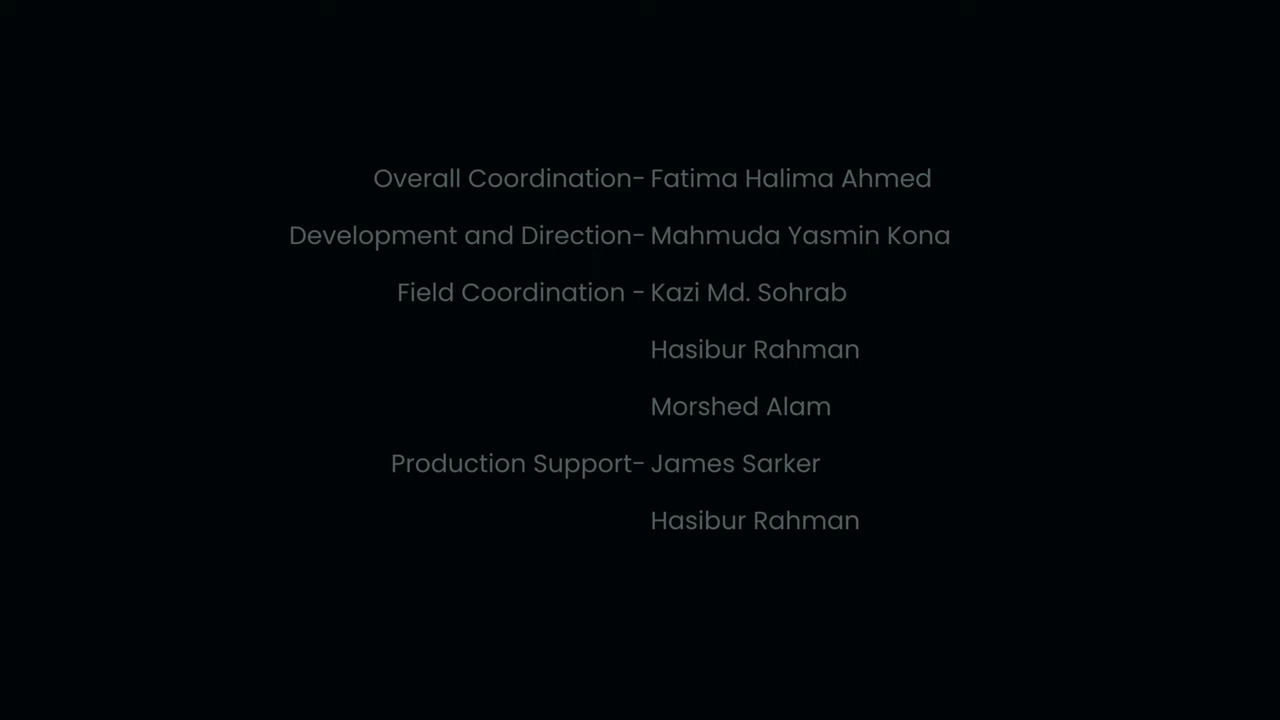 Overall Coordination- Fatima Halima Ahmed
Development and Direction- Mahmuda Yasmin Kona
Field Coordination - Kazi Md. Sohrab
Hasibur Rahman
Morshed Alam
Production Support- James Sarker
Hasibur Rahman